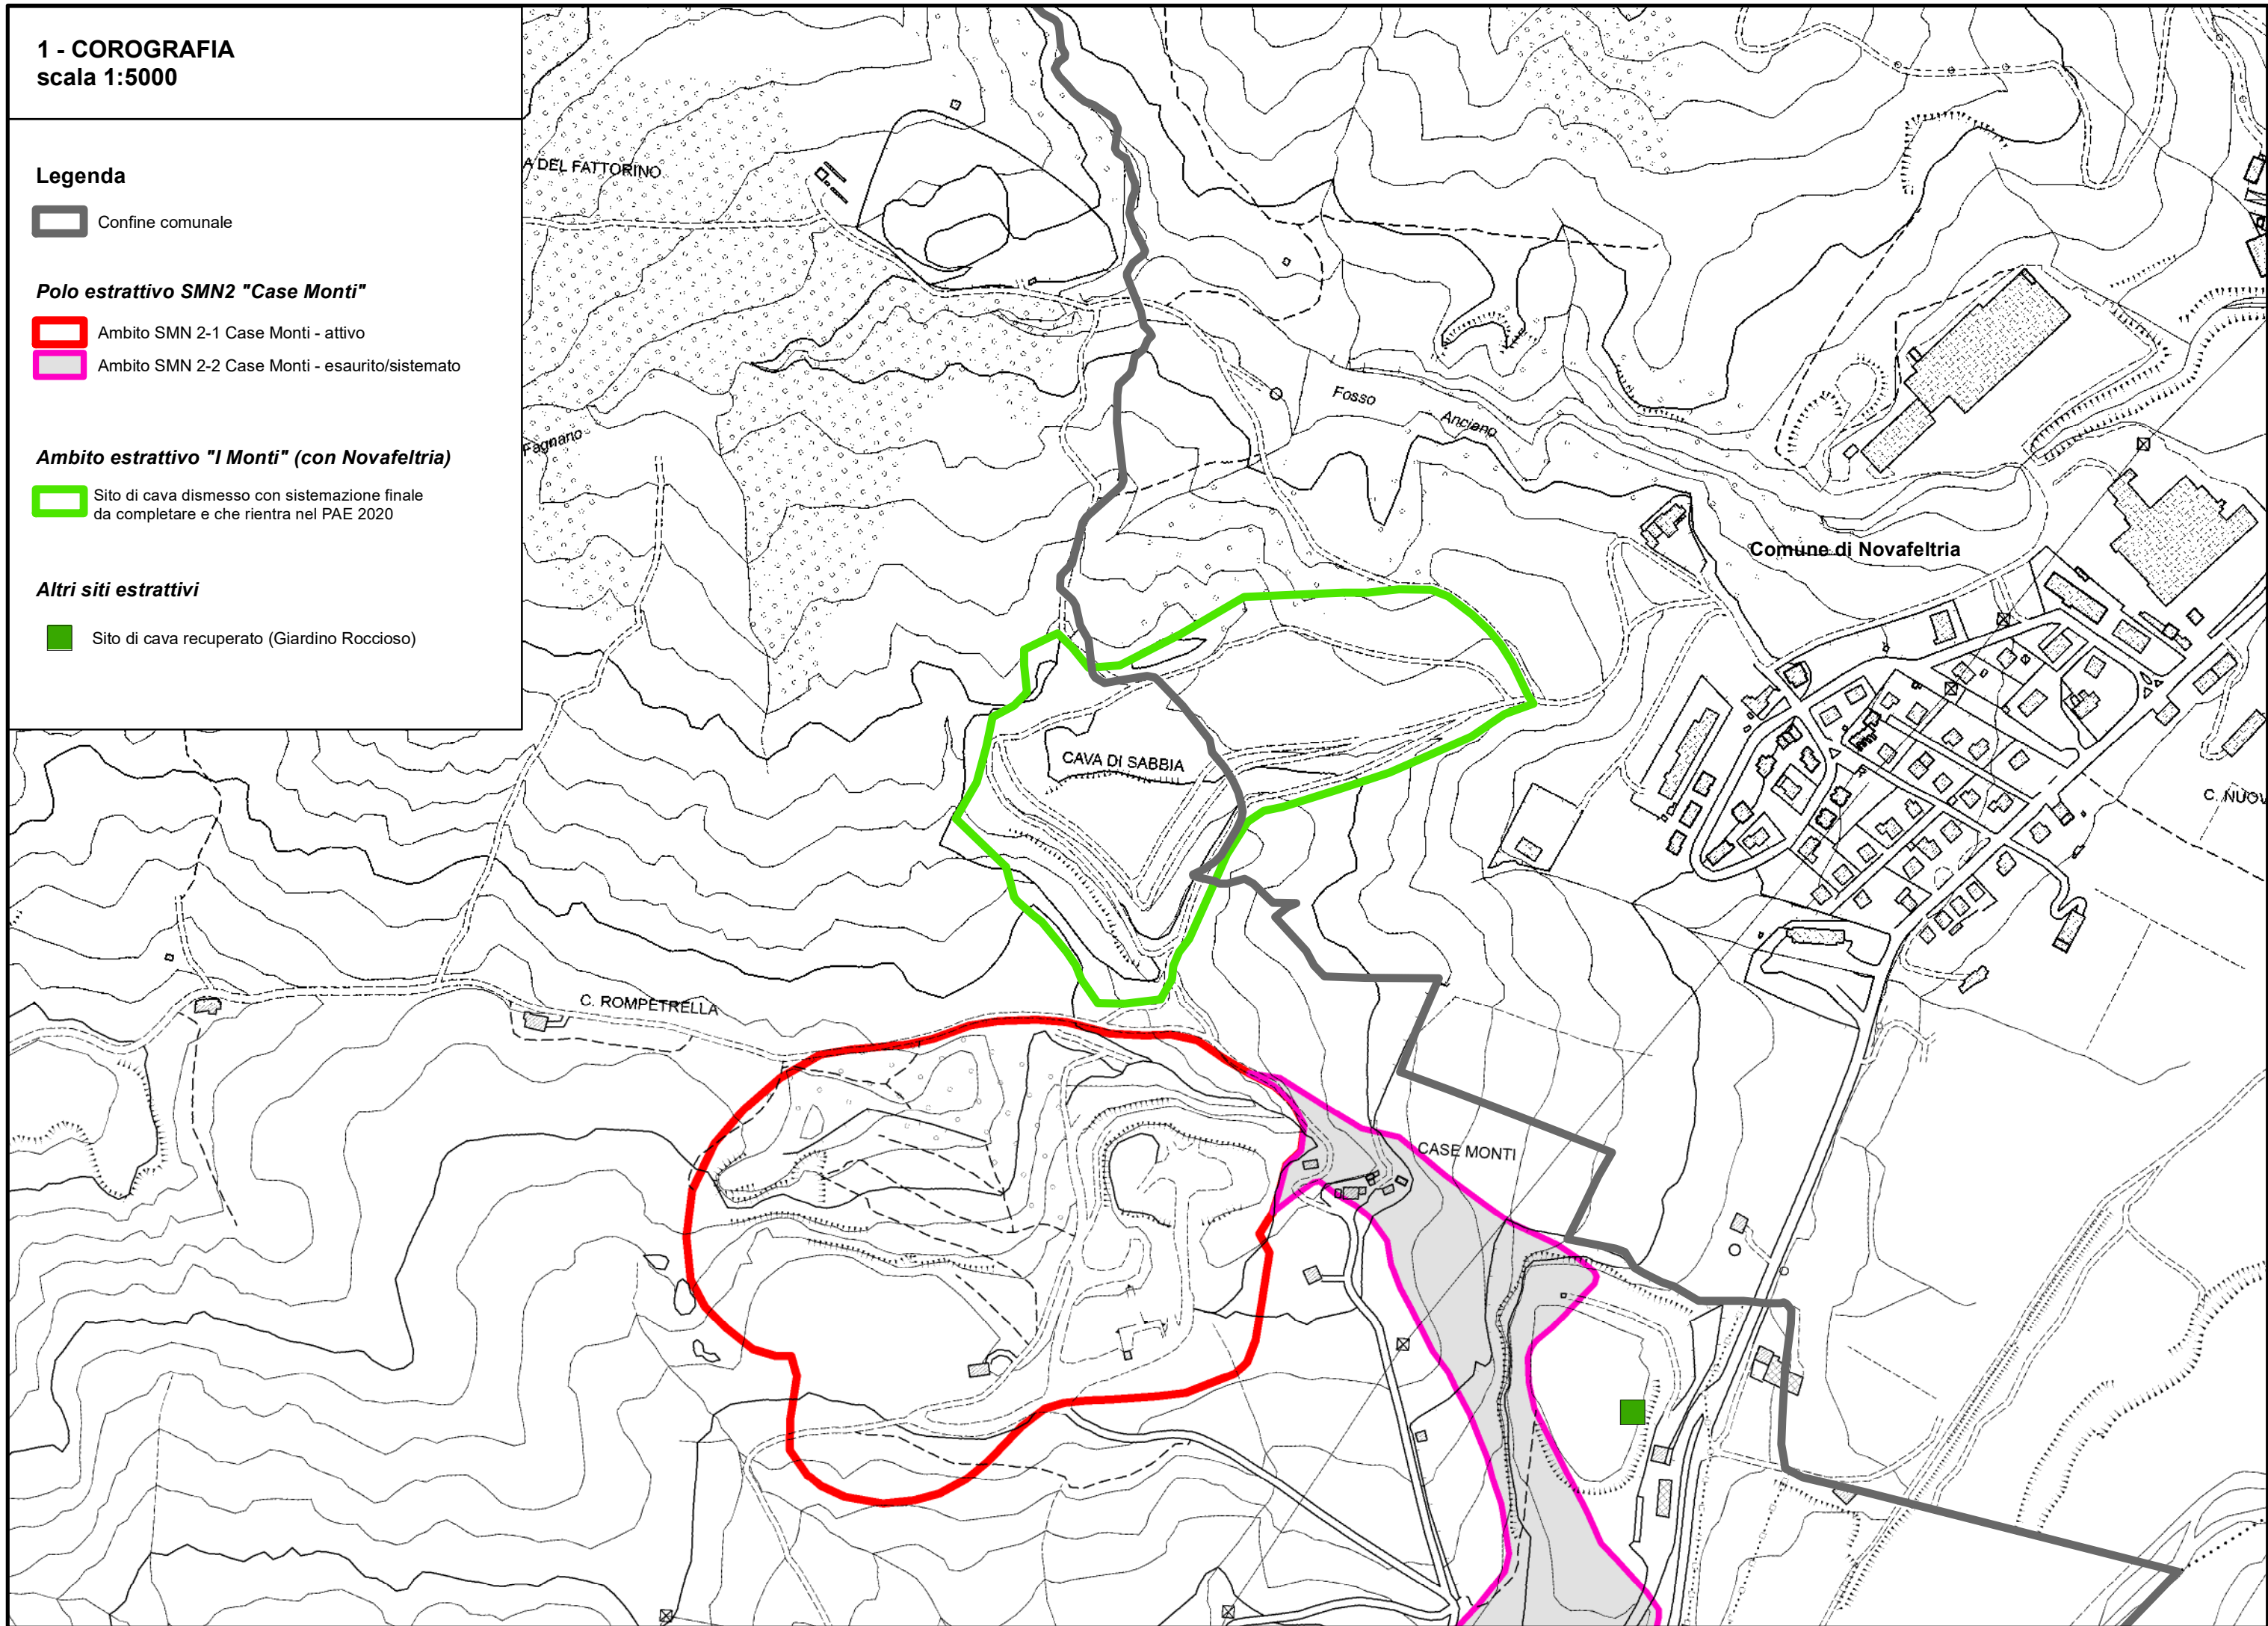 1 - COROGRAFIA
scala 1:5000
Legenda
Confine comunale
Polo estrattivo SMN2 "Case Monti"
Ambito SMN 2-1 Case Monti - attivo
Ambito SMN 2-2 Case Monti - esaurito/sistemato
Ambito estrattivo "I Monti" (con Novafeltria)
Sito di cava dismesso con sistemazione finale
da completare e che rientra nel PAE 2020
Altri siti estrattivi
Sito di cava recuperato (Giardino Roccioso)
A DEL FATTORINO
Fagnano
Fosso
Anciano
Comune di Novafeltria
CAVA DI SABBIA
C. NUOV
C. ROMPETRELLA
CASE MONTI